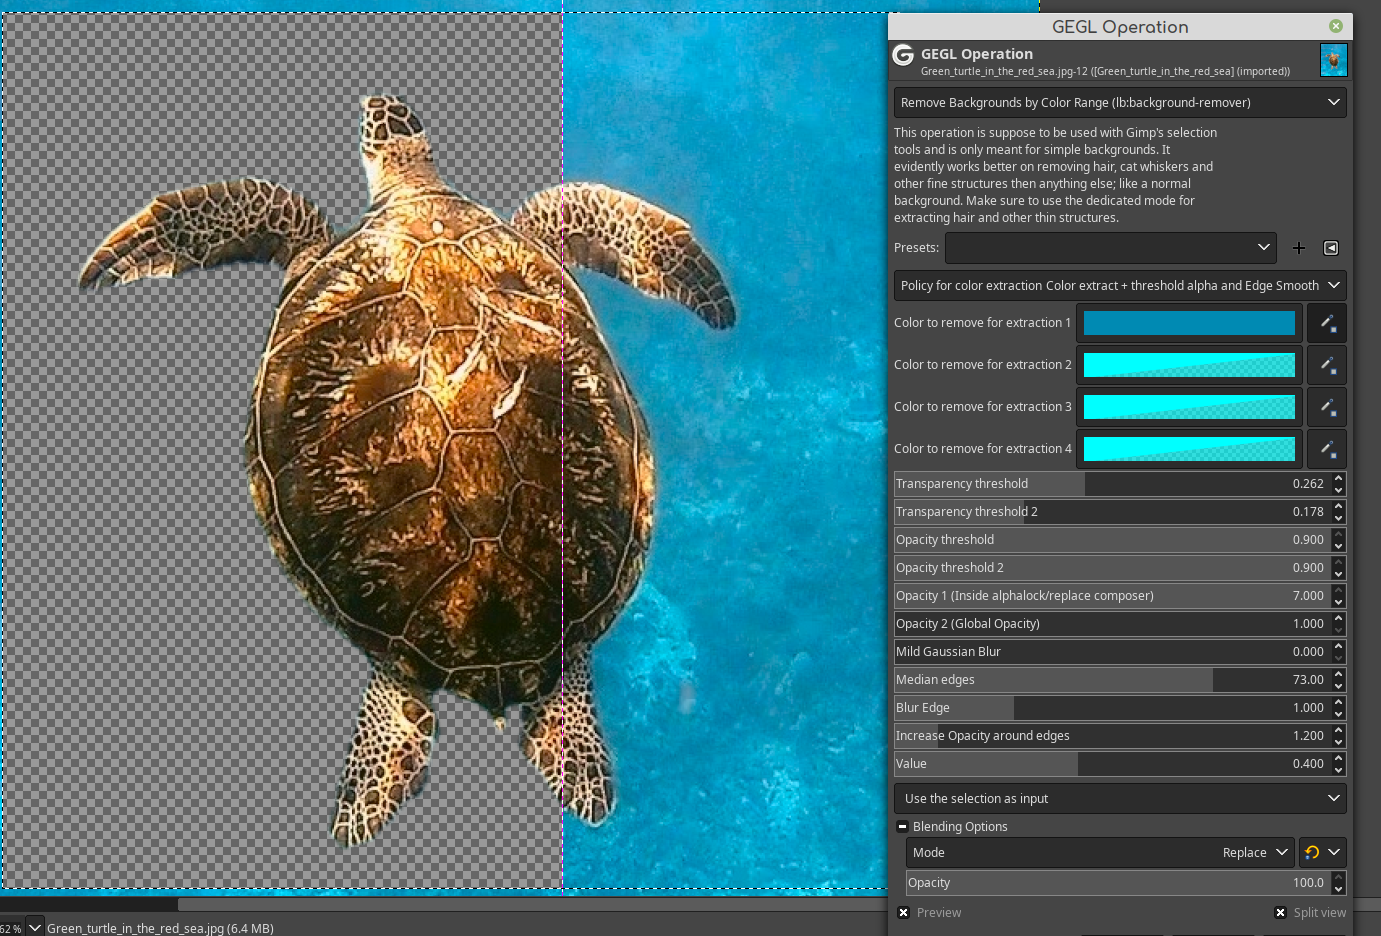 GEGL Operation
GEGL Operation
Green_turtle_in_the_red_sea.jpg-12 ([Green_turtle_in_the_red_sea] (imported))
Remove Backgrounds by Color Range (lb:background-remover)
This operation is suppose to be used with Gimp's selection
tools and is only meant for simple backgrounds. It
evidently works better on removing hair, cat whiskers and
other fine structures then anything else; like a normal
background. Make sure to use the dedicated mode for
extracting hair and other thin structures.
Presets:
Policy for color extraction Color extract + threshold alpha and Edge Smooth
Color to remove for extraction 1
Color to remove for extraction 2
Color to remove for extraction 3
Color to remove for extraction 4
Transparency threshold 0.262
Transparency threshold 2 0.178
Opacity threshold 0.900
Opacity threshold 2 0.900
Opacity 1 (Inside alphalock/replace composer) 7.000
Opacity 2 (Global Opacity) 1.000
Mild Gaussian Blur 0.000
Median edges 73.00
Blur Edge 1.000
Increase Opacity around edges 1.200
Value 0.400
Use the selection as input
Blending Options
Mode Replace
Opacity 100.0
Preview Split view
62 % Green_turtle_in_the_red_sea.jpg (6.4 MB)